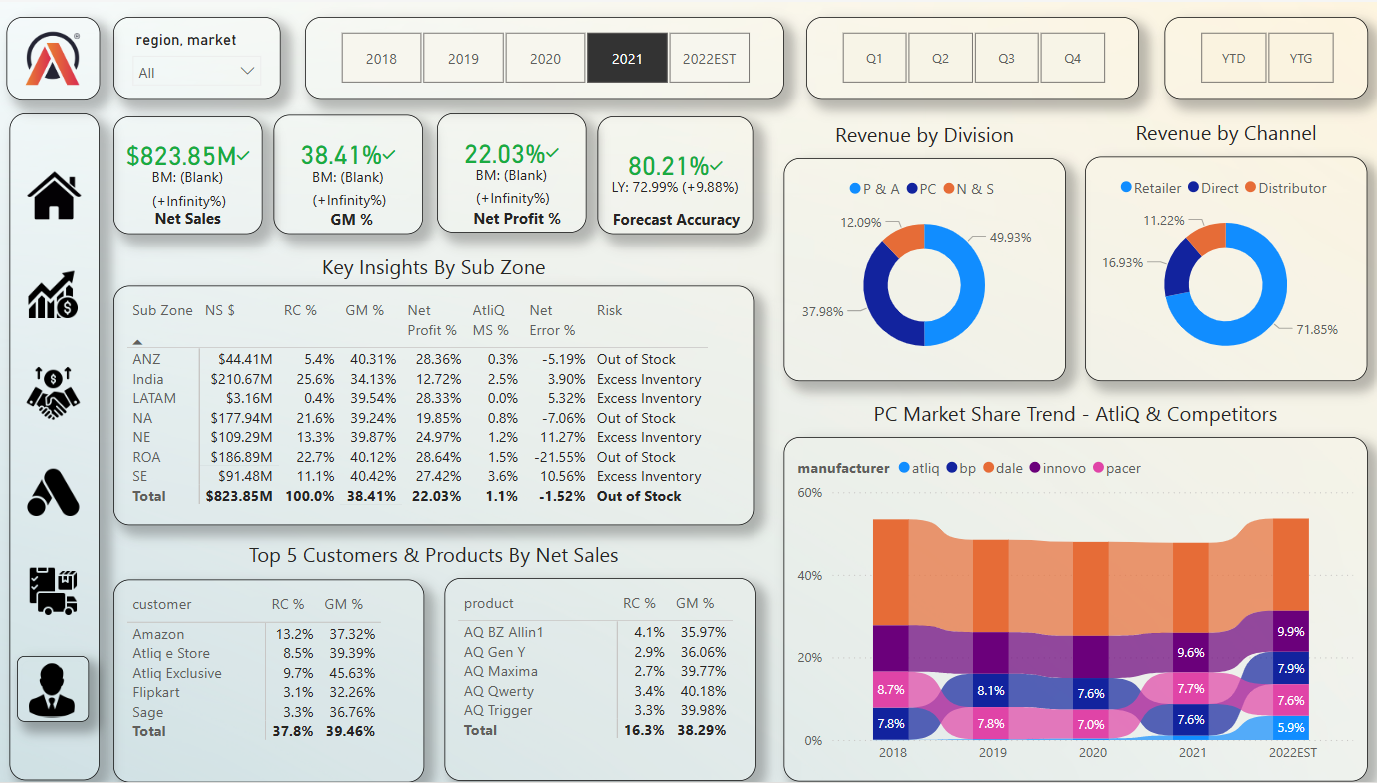 region, market
All
2018 2019 2020 2021 2022EST
Q1 Q2 Q3 Q4
YTD YTG
$823.85M
BM: (Blank)
(+Infinity%)
Net Sales
38.41%
BM: (Blank)
(+Infinity%)
GM %
22.03%
BM: (Blank)
(+Infinity%)
Net Profit %
80.21%
LY: 72.99% (+9.88%)
Forecast Accuracy
Key Insights By Sub Zone
Sub Zone NS $ RC % GM % Net Profit % AtliQ MS % Net Error % Risk
ANZ $44.41M 5.4% 40.31% 28.36% 0.3% -5.19% Out of Stock
India $210.67M 25.6% 34.13% 12.72% 2.5% 3.90% Excess Inventory
LATAM $3.16M 0.4% 39.54% 28.33% 0.0% 5.32% Excess Inventory
NA $177.94M 21.6% 39.24% 19.85% 0.8% -7.06% Out of Stock
NE $109.29M 13.3% 39.87% 24.97% 1.2% 11.27% Excess Inventory
ROA $186.89M 22.7% 40.12% 28.64% 1.5% -21.55% Out of Stock
SE $91.48M 11.1% 40.42% 27.42% 3.6% 10.56% Excess Inventory
Total $823.85M 100.0% 38.41% 22.03% 1.1% -1.52% Out of Stock
Top 5 Customers & Products By Net Sales
customer RC % GM %
Amazon 13.2% 37.32%
Atliq e Store 8.5% 39.39%
Atliq Exclusive 9.7% 45.63%
Flipkart 3.1% 32.26%
Sage 3.3% 36.76%
Total 37.8% 39.46%
product RC % GM %
AQ BZ Allin1 4.1% 35.97%
AQ Gen Y 2.9% 36.06%
AQ Maxima 2.7% 39.77%
AQ Qwerty 3.4% 40.18%
AQ Trigger 3.3% 39.98%
Total 16.3% 38.29%
Revenue by Division
P & A PC N & S
12.09%
49.93%
37.98%
Revenue by Channel
Retailer Direct Distributor
11.22%
16.93%
71.85%
PC Market Share Trend - AtliQ & Competitors
manufacturer atliq bp dale innovo pacer
60%
40%
20%
0%
8.7%
7.8%
8.1%
7.8%
7.6%
7.0%
9.6%
7.7%
7.6%
9.9%
7.9%
7.6%
5.9%
2018 2019 2020 2021 2022EST